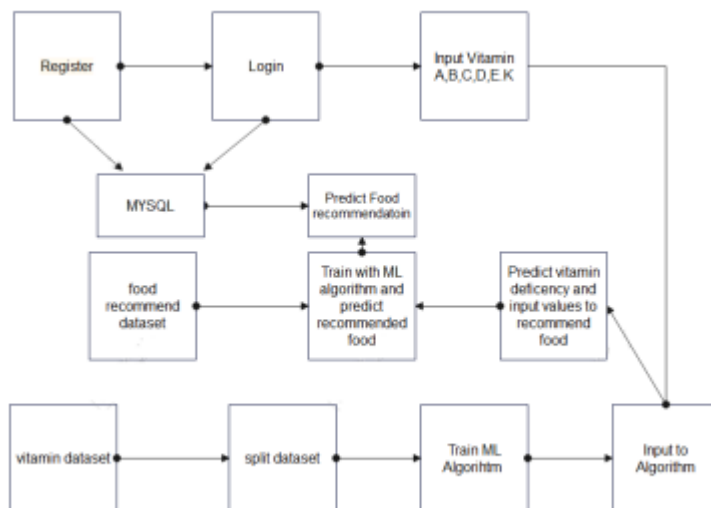 Register
Login
Input Vitamin
A,B,C,D,E.K
MYSQL
Predict Food
recommendatoin
food
recommend
dataset
Train with ML
algorithm and
predict
recommended
food
Predict vitamin
deficency and
input values to
recommend
food
vitamin dataset
split dataset
Train ML
Algorihtm
Input to
Algorithm